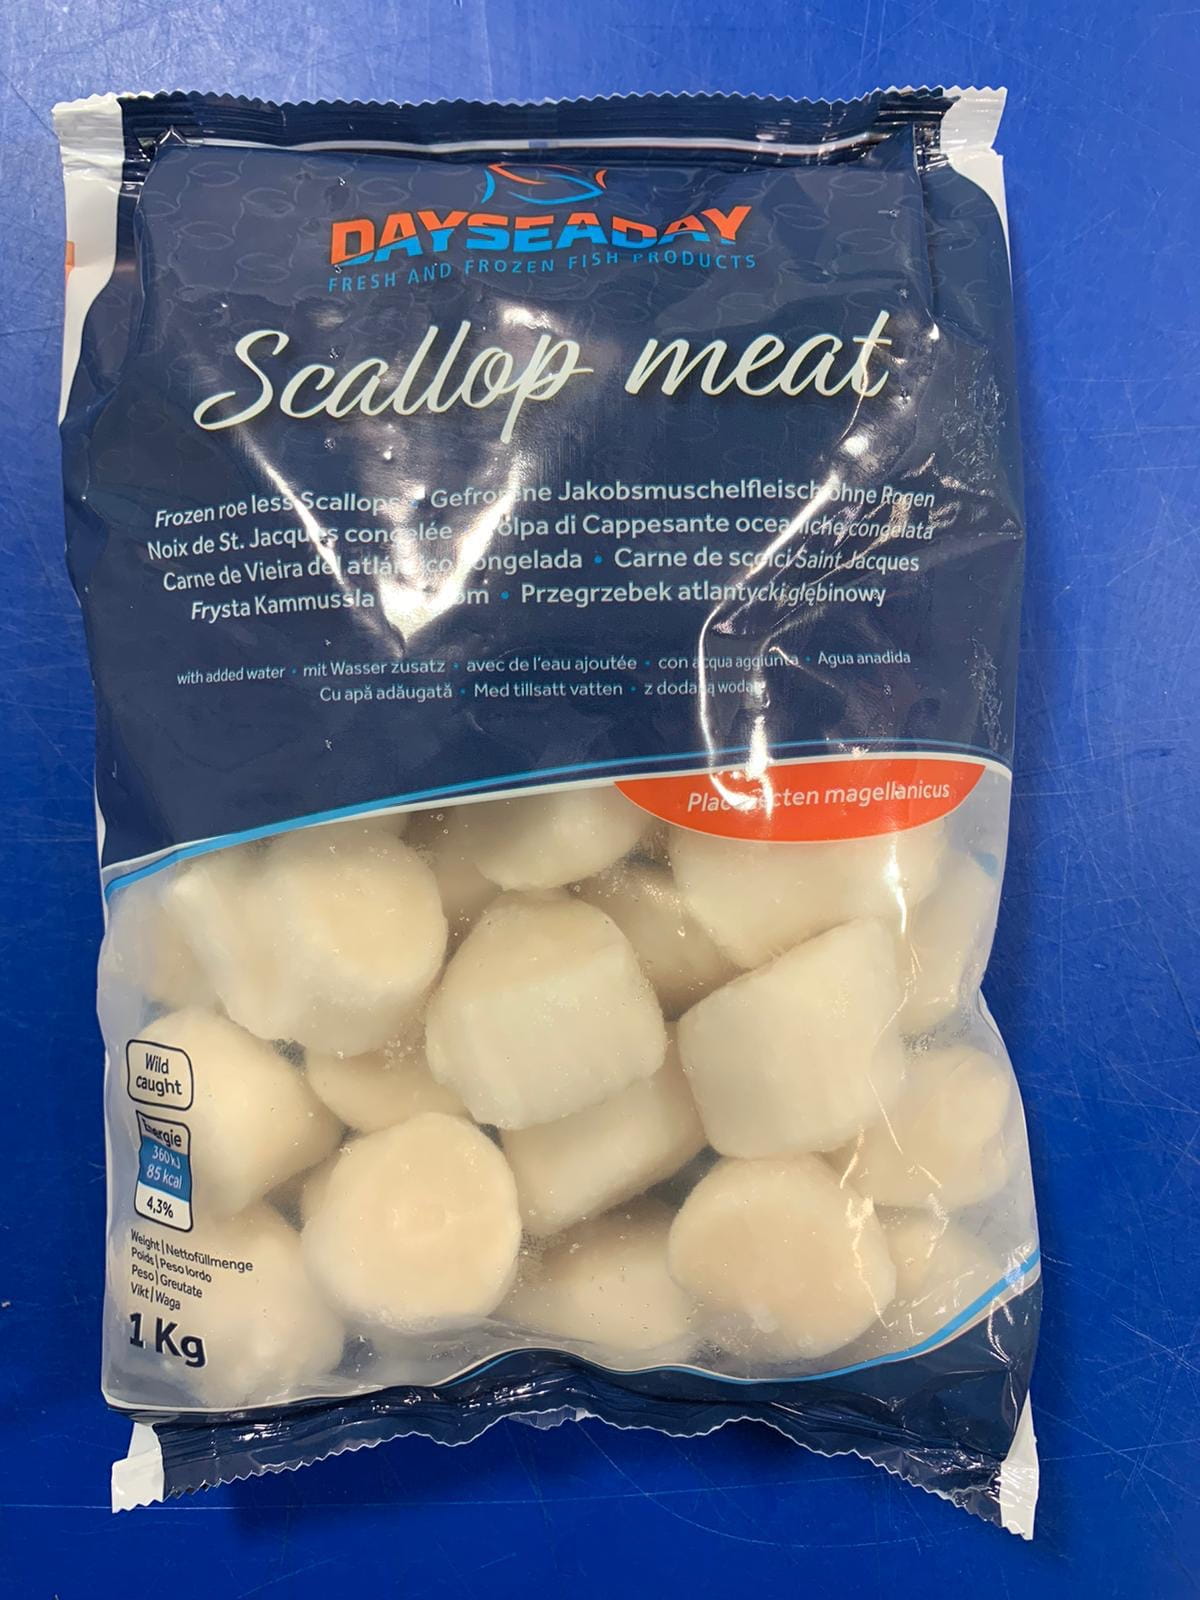 DAYSEADAY
FRESH AND FROZEN FISH PRODUCTS
Scallop meat
Frozen roe less Scallops • Gefrorene Jakobsmuschelfleisch ohne Rogen
Noix de St. Jacques congelée • Polpa di Cappesante oceaniche congelata
Carne de Vieira del atlántico congelada • Carne de scoici Saint Jacques
Frysta Kammussla • Przegrzebek atlantycki głębinowy
with added water • mit Wasser zusatz • avec de l'eau ajoutée • con acqua aggiunta • Agua anadida
Cu apă adăugată • Med tillsatt vatten • z dodaną wodą
Placopecten magellanicus
Wild
caught
Energie
360 kJ
85 kcal
4,3%
Weight | Nettofüllmenge
Poids | Peso lordo
Peso | Greutate
Vikt | Waga
1 Kg